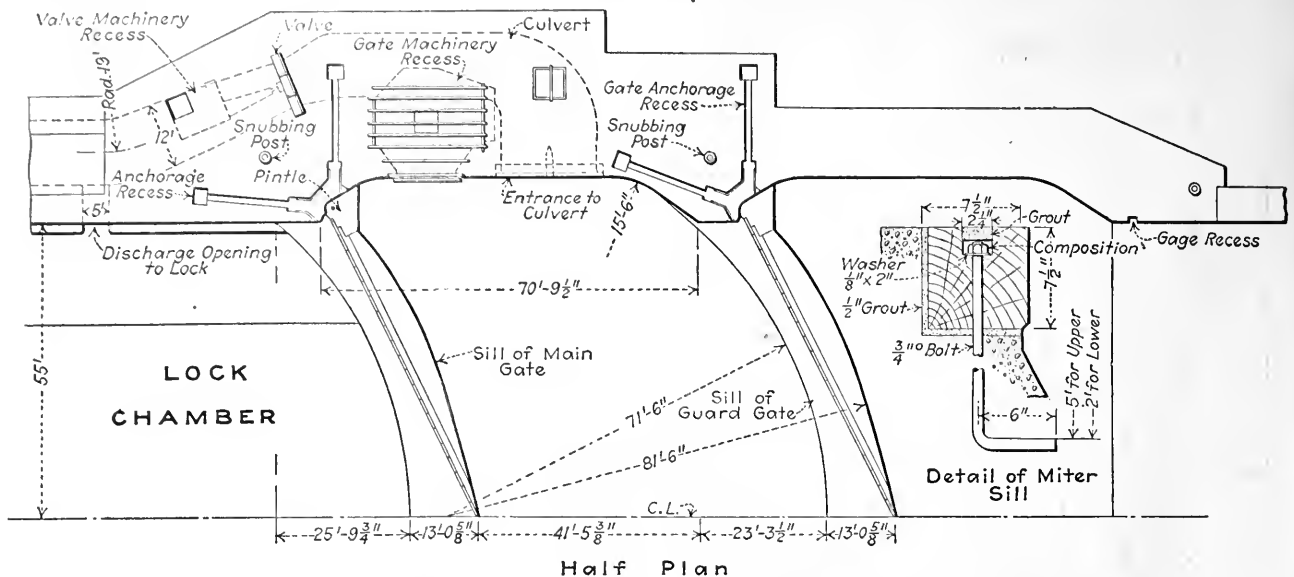 Valve Machinery
Recess
Valve
Culvert
Gate Machinery
Recess
Rad.19'
12'
Snubbing
Post
Anchorage
Recess
Pintle
5'
Discharge Opening
to Lock
Entrance to
Culvert
15'-6"
Gate Anchorage
Recess
Snubbing
Post
70'-9½"
55'
LOCK
CHAMBER
Sill of Main
Gate
71'-6"
81'-6"
Sill of
Guard Gate
C.L.
25'-9¾"
13'-0⅝"
41'-5⅜"
23'-3½"
13'-0⅝"
7½"
2½"
Grout
Composition
Gage Recess
Washer
⅛"x 2"
½" Grout
7½"
¾"° Bolt
6"
5' for Upper
2' for Lower
Detail of Miter
Sill
Half Plan